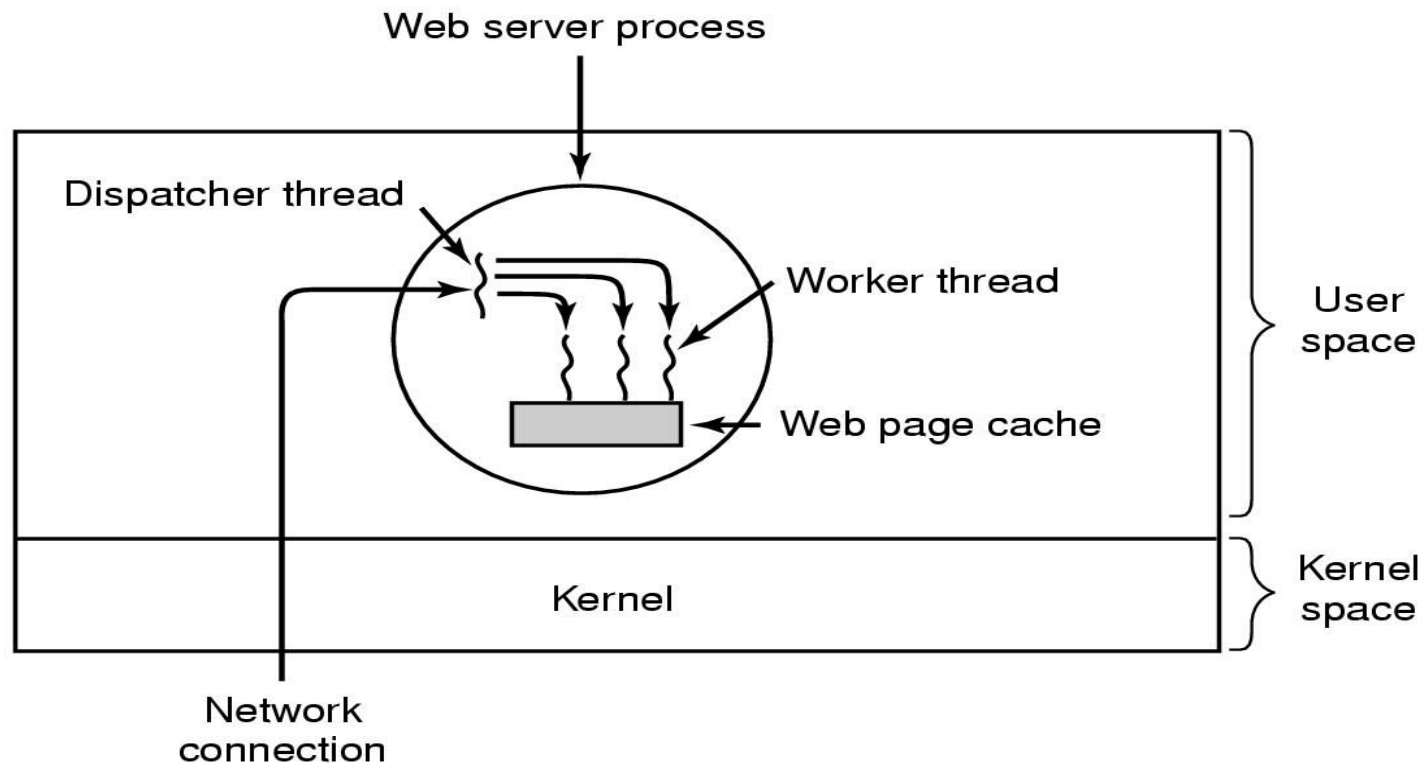 Web server process
Dispatcher thread
Worker thread
Web page cache
User
space
Kernel
Kernel
space
Network
connection